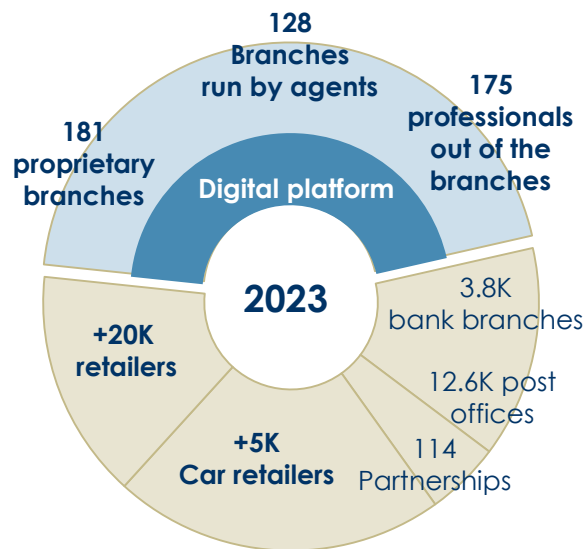 128
Branches
run by agents
175
professionals
out of the
branches
181
proprietary
branches
Digital platform
2023
3.8K
bank branches
12.6K post
offices
114
Partnerships
+5K
Car retailers
+20K
retailers